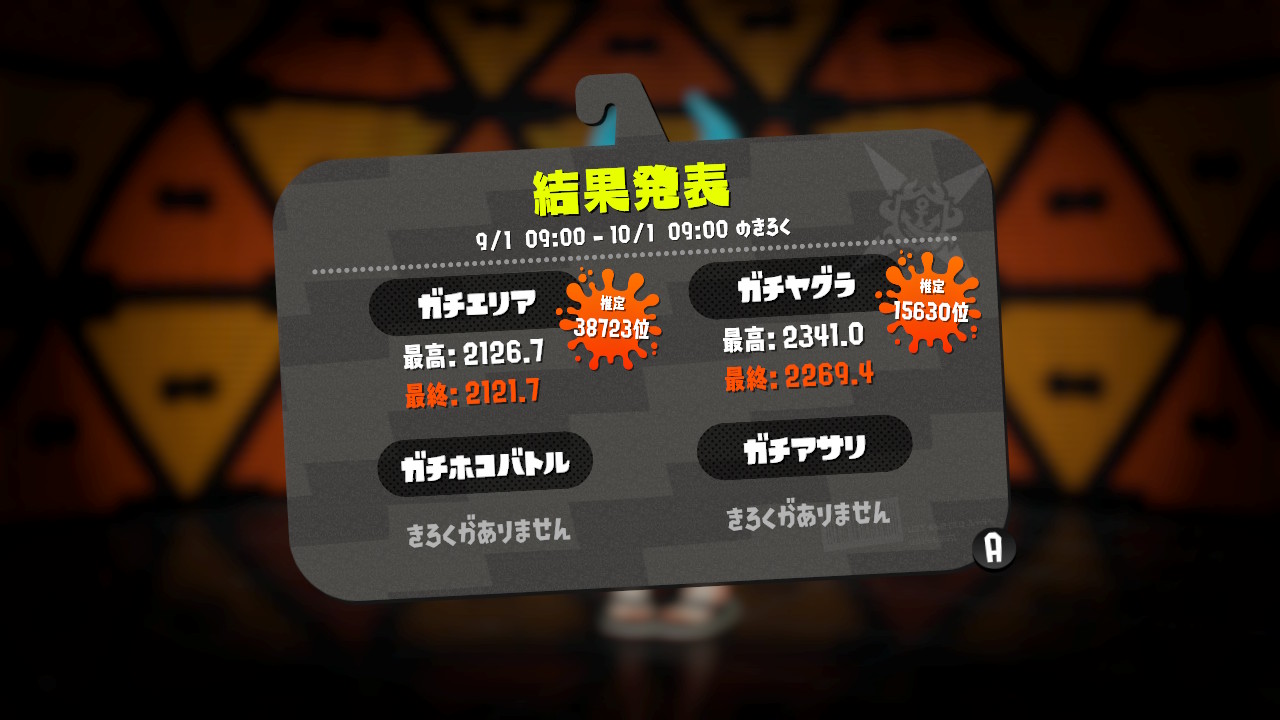 結果発表
9/1 09:00 - 10/1 09:00 のきろく
ガチエリア
推定
38723位
最高: 2126.7
最終: 2121.7
ガチヤグラ
推定
15630位
最高: 2341.0
最終: 2269.4
ガチホコバトル
きろくがありません
ガチアサリ
きろくがありません
A